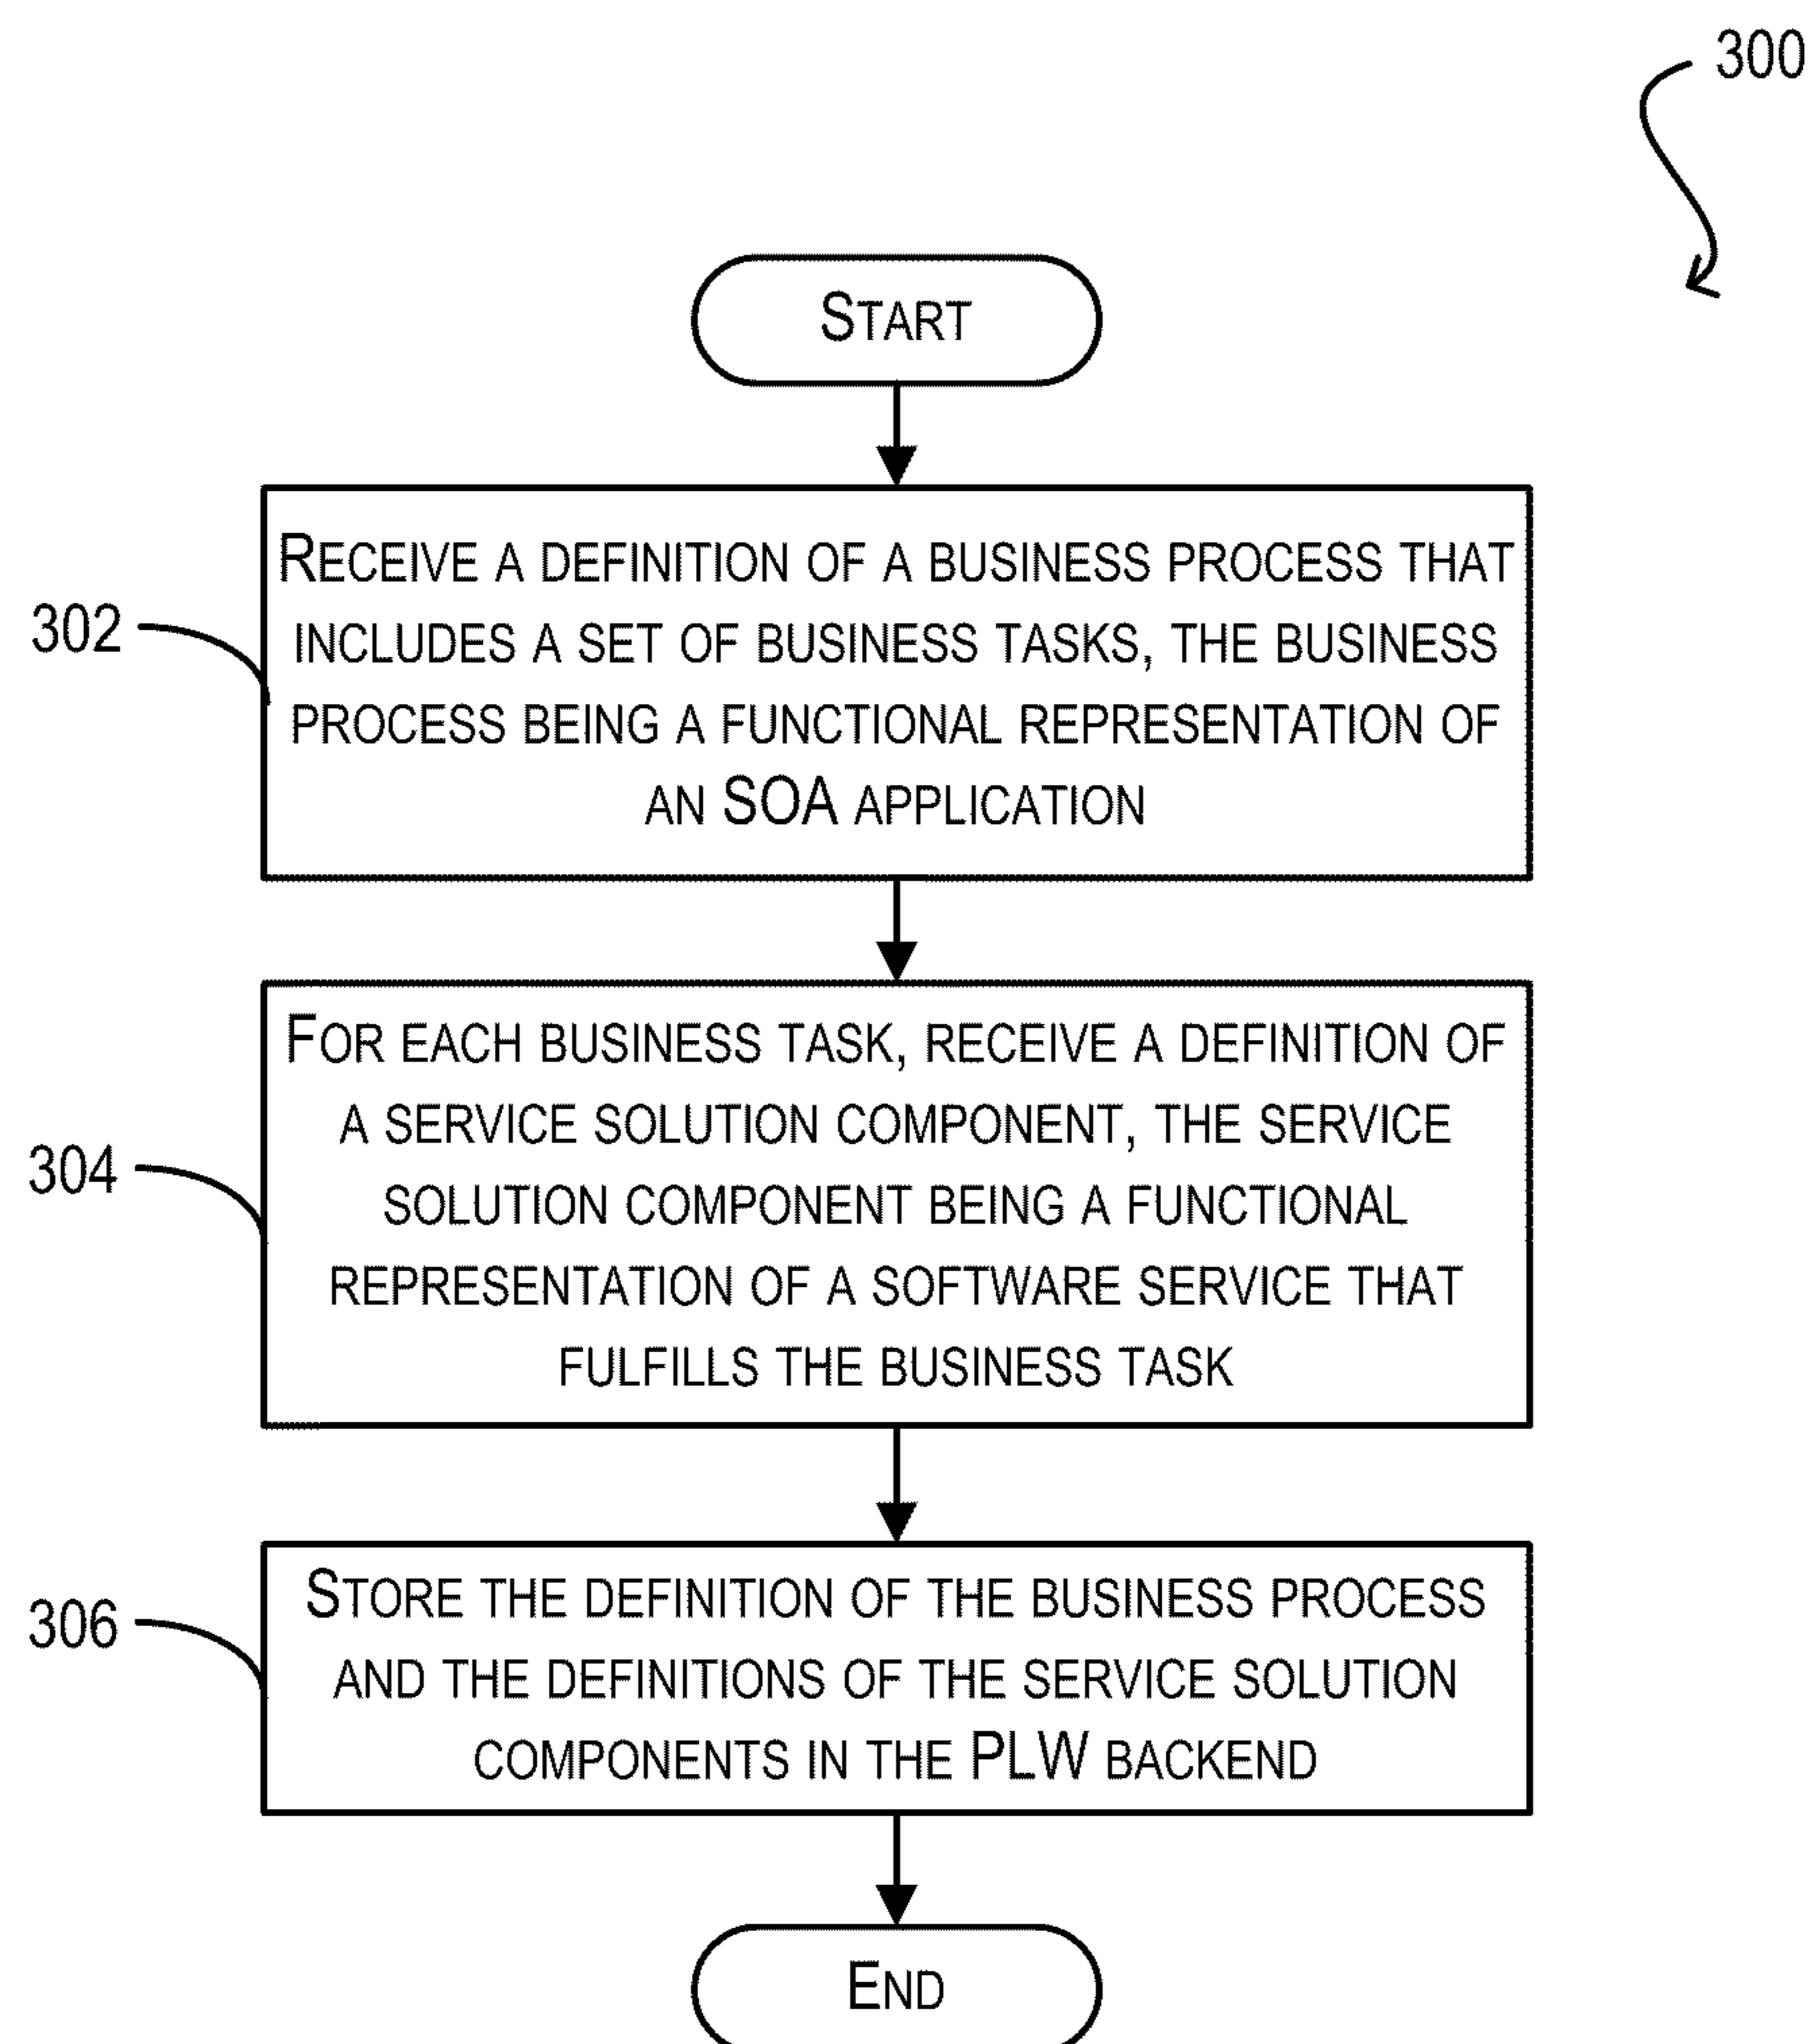 300
START
RECEIVE A DEFINITION OF A BUSINESS PROCESS THAT
INCLUDES A SET OF BUSINESS TASKS, THE BUSINESS
PROCESS BEING A FUNCTIONAL REPRESENTATION OF
AN SOA APPLICATION
302
FOR EACH BUSINESS TASK, RECEIVE A DEFINITION OF
A SERVICE SOLUTION COMPONENT, THE SERVICE
SOLUTION COMPONENT BEING A FUNCTIONAL
REPRESENTATION OF A SOFTWARE SERVICE THAT
FULFILLS THE BUSINESS TASK
304
STORE THE DEFINITION OF THE BUSINESS PROCESS
AND THE DEFINITIONS OF THE SERVICE SOLUTION
COMPONENTS IN THE PLW BACKEND
306
END